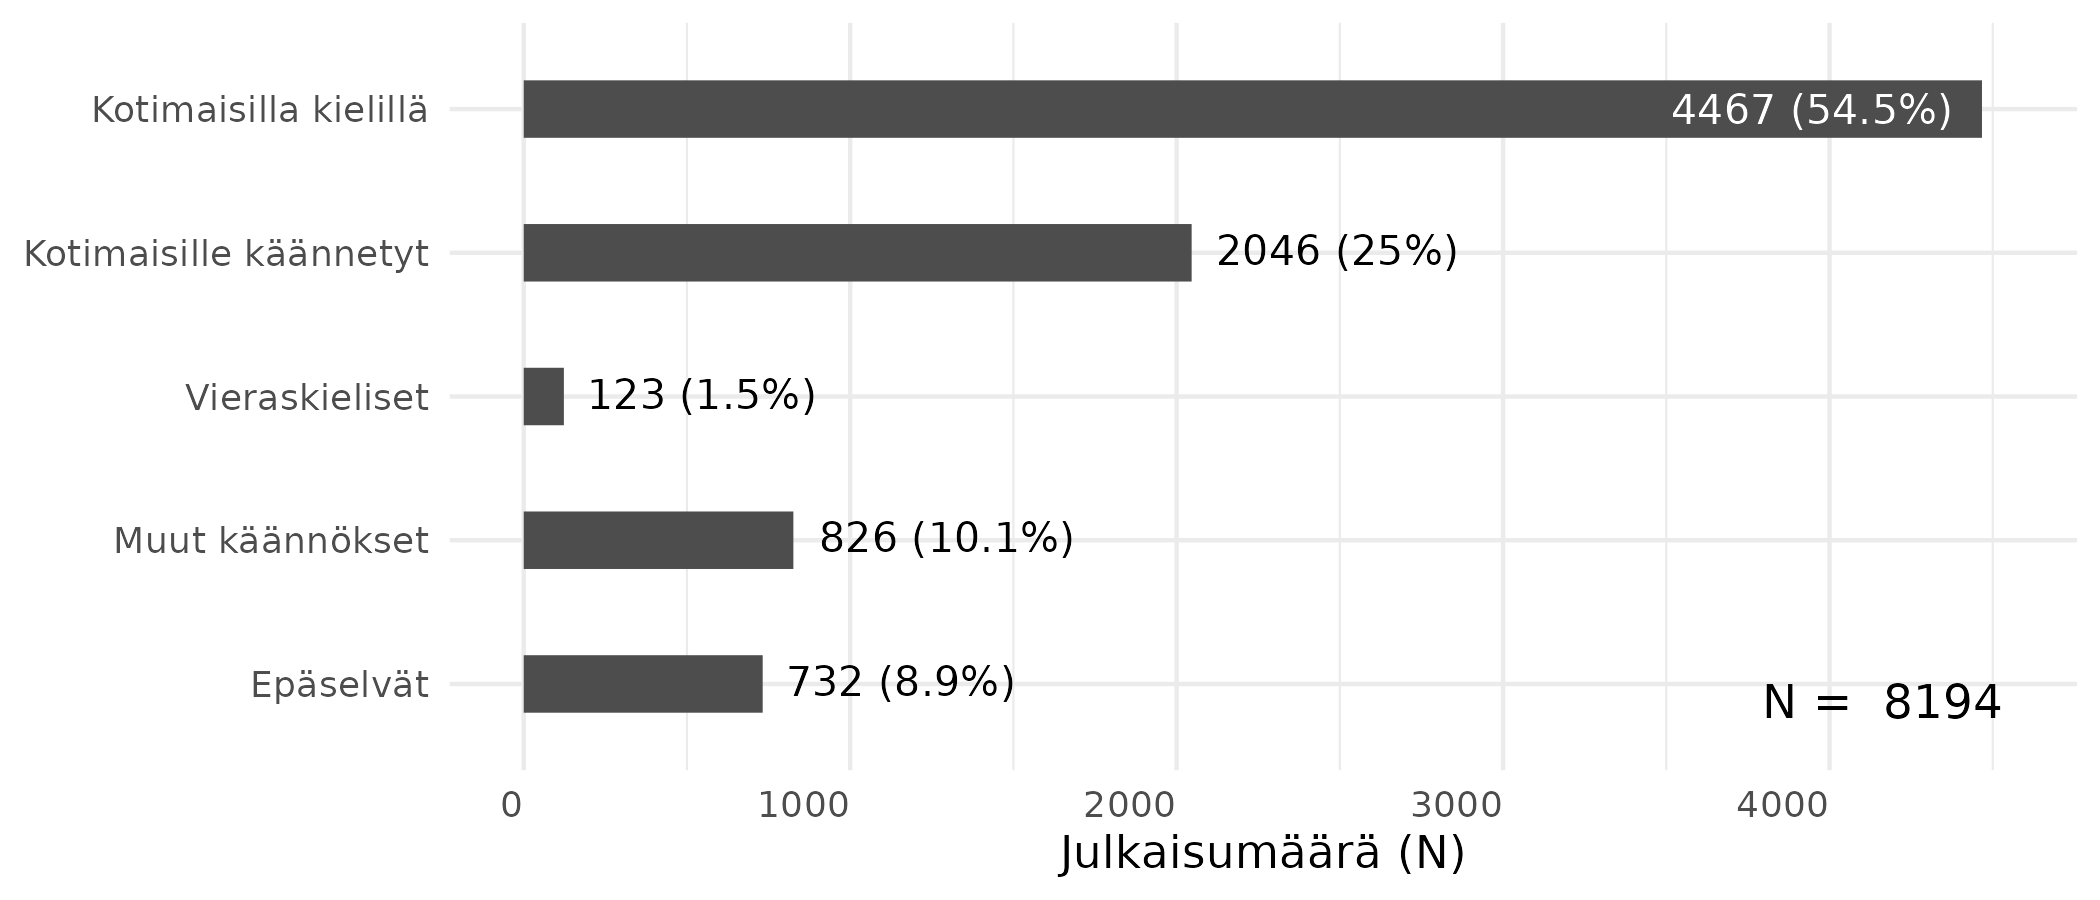 Kotimaisilla kielillä 4467 (54.5%)
Kotimaisille käännetyt 2046 (25%)
Vieraskieliset 123 (1.5%)
Muut käännökset 826 (10.1%)
Epäselvät 732 (8.9%)
N =  8194
0 1000 2000 3000 4000
Julkaisumäärä (N)